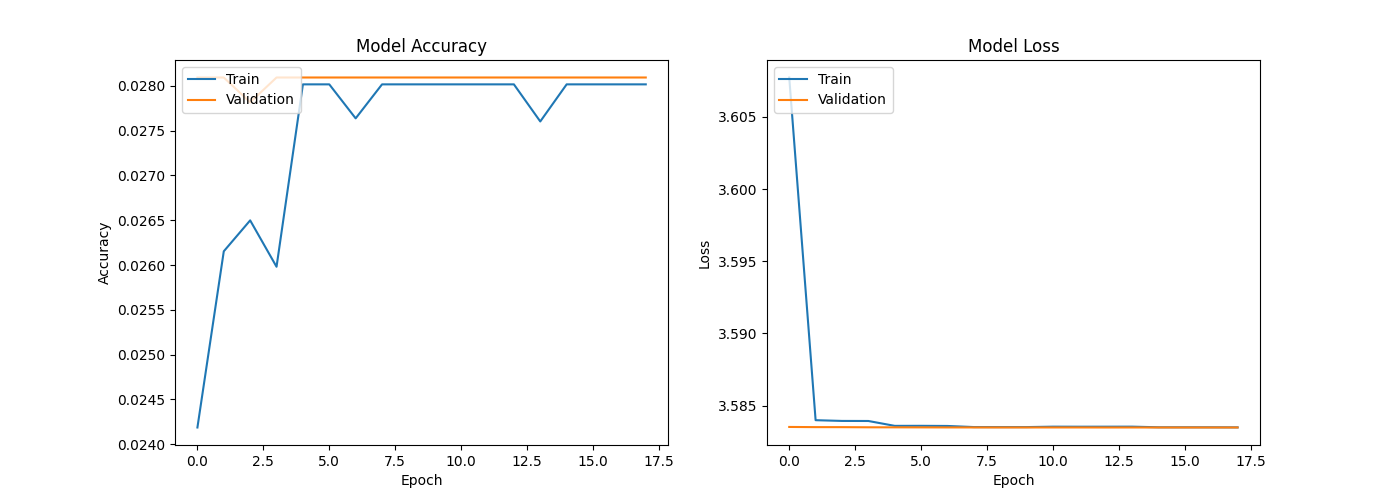 Model Accuracy
Train
Validation
0.0280
0.0275
0.0270
0.0265
0.0260
0.0255
0.0250
0.0245
0.0240
Accuracy
0.0 2.5 5.0 7.5 10.0 12.5 15.0 17.5
Epoch
Model Loss
Train
Validation
3.605
3.600
3.595
3.590
3.585
Loss
0.0 2.5 5.0 7.5 10.0 12.5 15.0 17.5
Epoch